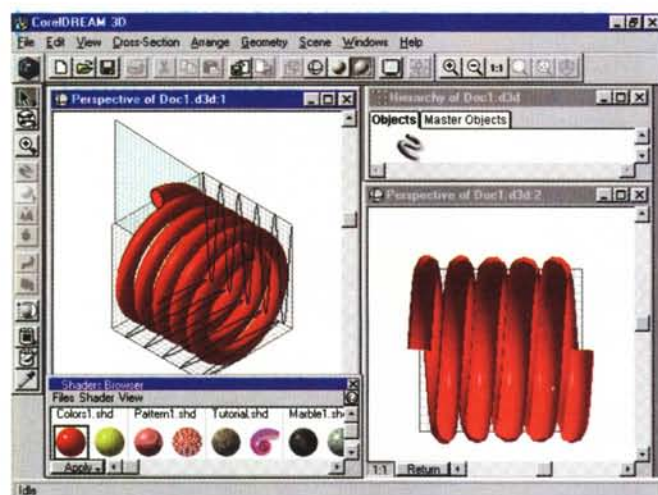 CorelDREAM 3D
File Edit View Cross-Section Arrange Geometry Scene Windows Help
1:1
Perspective of Doc1.d3d:1
Hierarchy of Doc1.d3d
Objects Master Objects
Perspective of Doc1.d3d:2
Shaders Browser
Files Shader View
Colors1.shd Pattern1.shd Tutorial.shd Marble1.sh
Apply
1:1 Return
Idle